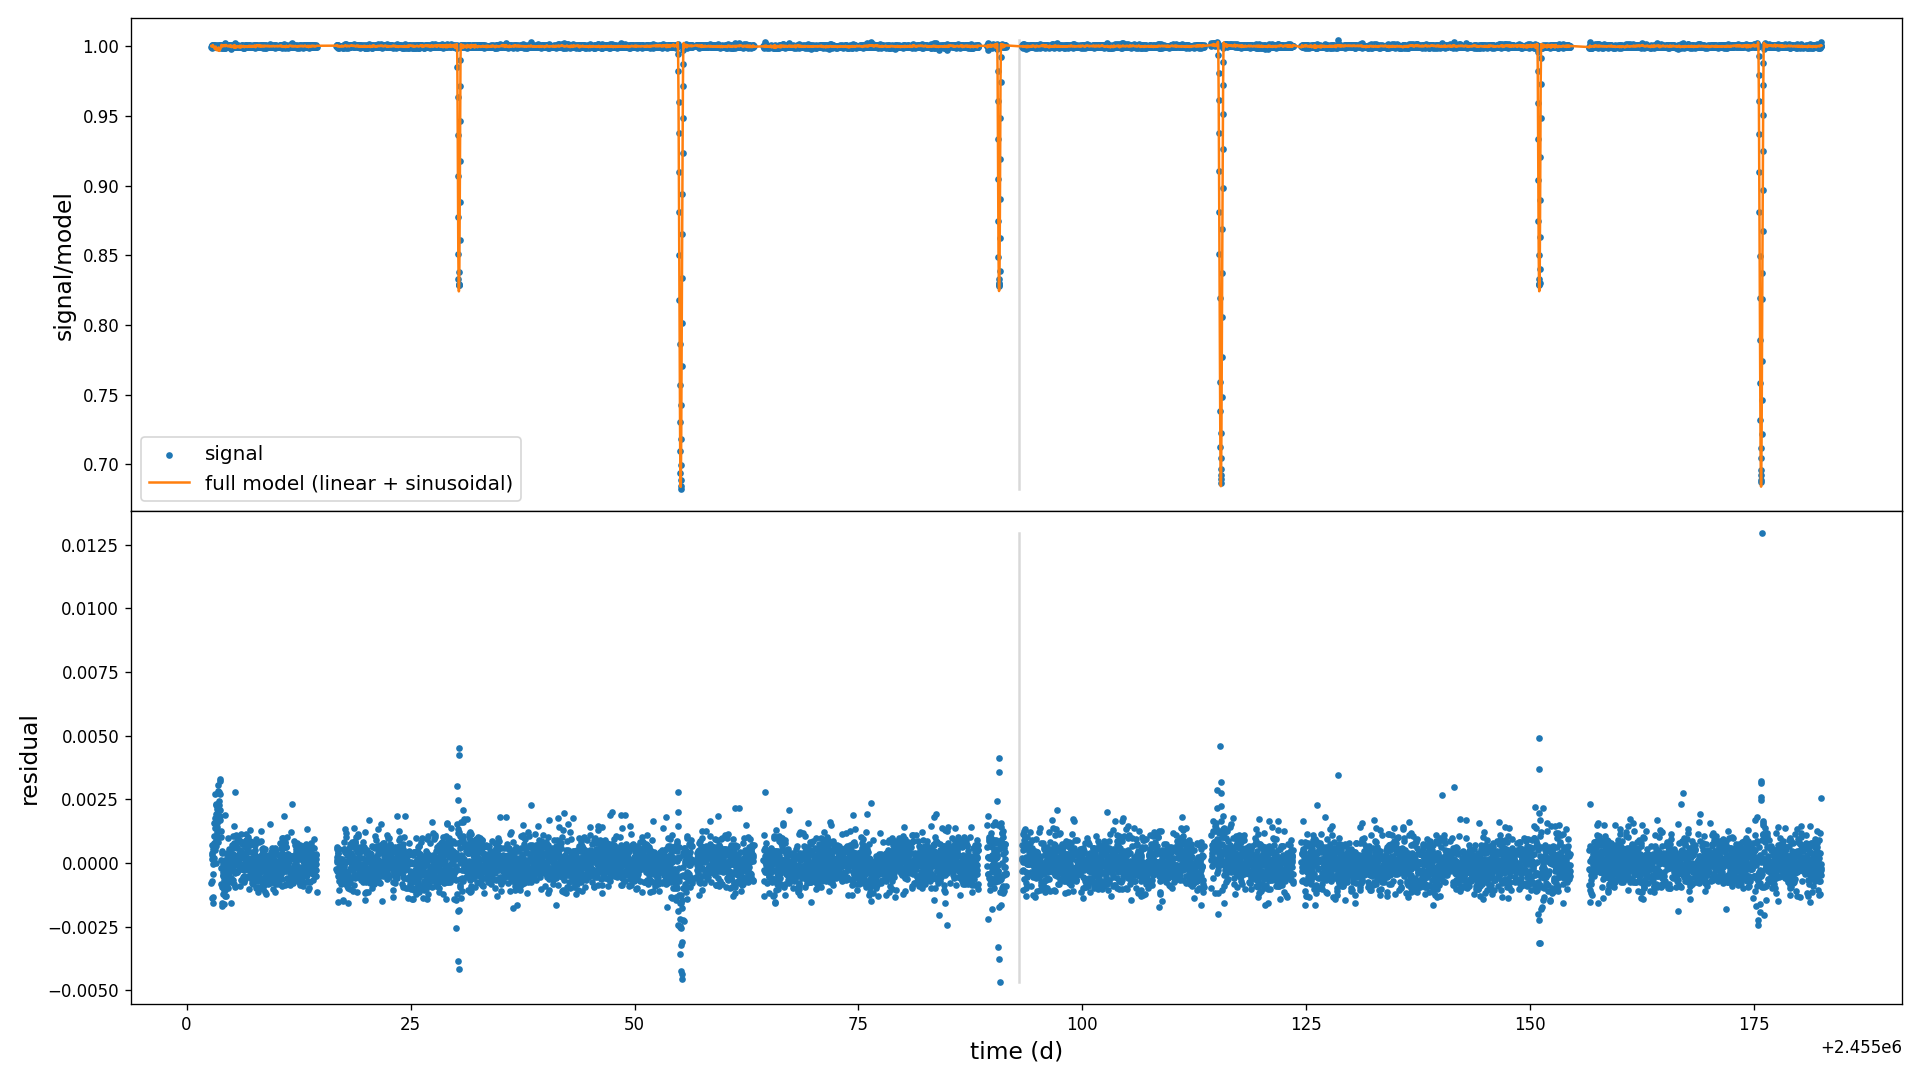 1.00
0.95
0.90
0.85
0.80
0.75
0.70
signal/model
signal
full model (linear + sinusoidal)
0.0125
0.0100
0.0075
0.0050
0.0025
0.0000
−0.0025
−0.0050
residual
0 25 50 75 100 125 150 175
time (d)
+2.455e6